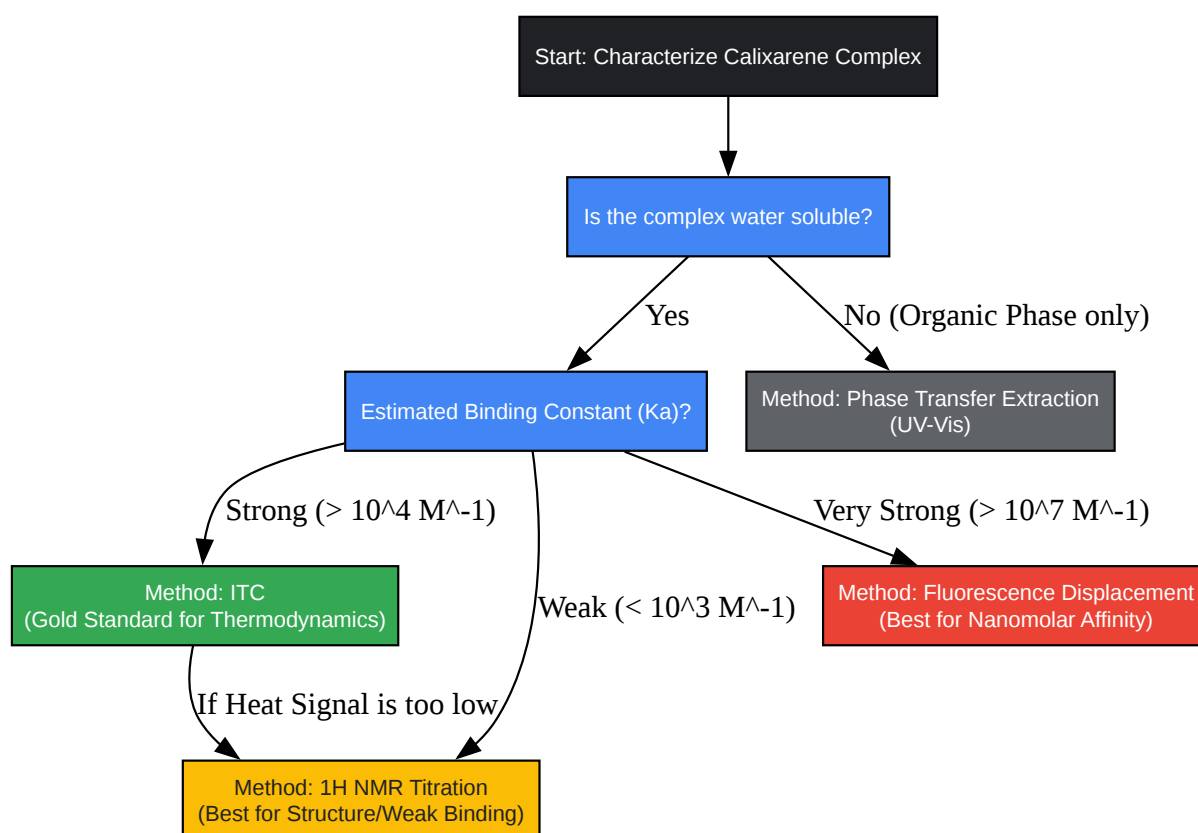 Start: Characterize Calixarene Complex
Is the complex water soluble?
Yes
No (Organic Phase only)
Estimated Binding Constant (Ka)?
Method: Phase Transfer Extraction
(UV-Vis)
Strong (> 10^4 M^-1)
Very Strong (> 10^7 M^-1)
Method: ITC
(Gold Standard for Thermodynamics)
Weak (< 10^3 M^-1)
Method: Fluorescence Displacement
(Best for Nanomolar Affinity)
If Heat Signal is too low
Method: 1H NMR Titration
(Best for Structure/Weak Binding)